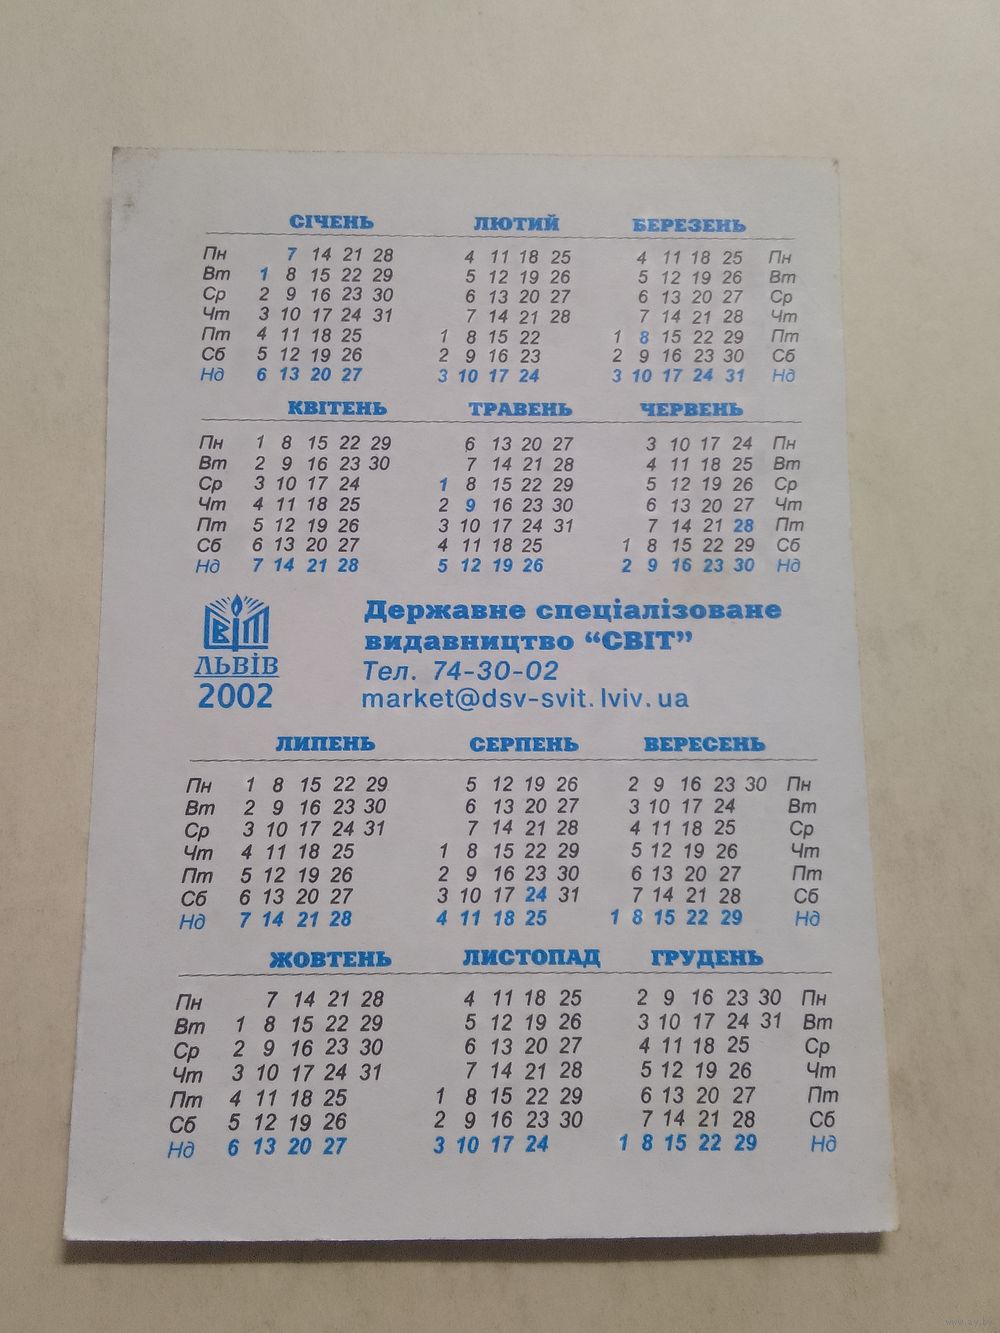 СІЧЕНЬ ЛЮТИЙ БЕРЕЗЕНЬ
Пн 7 14 21 28 4 11 18 25 4 11 18 25 Пн
Вт 1 8 15 22 29 5 12 19 26 5 12 19 26 Вт
Ср 2 9 16 23 30 6 13 20 27 6 13 20 27 Ср
Чт 3 10 17 24 31 7 14 21 28 7 14 21 28 Чт
Пт 4 11 18 25 1 8 15 22 1 8 15 22 29 Пт
Сб 5 12 19 26 2 9 16 23 2 9 16 23 30 Сб
Нд 6 13 20 27 3 10 17 24 3 10 17 24 31 Нд
КВІТЕНЬ ТРАВЕНЬ ЧЕРВЕНЬ
Пн 1 8 15 22 29 6 13 20 27 3 10 17 24 Пн
Вт 2 9 16 23 30 7 14 21 28 4 11 18 25 Вт
Ср 3 10 17 24 1 8 15 22 29 5 12 19 26 Ср
Чт 4 11 18 25 2 9 16 23 30 6 13 20 27 Чт
Пт 5 12 19 26 3 10 17 24 31 7 14 21 28 Пт
Сб 6 13 20 27 4 11 18 25 1 8 15 22 29 Сб
Нд 7 14 21 28 5 12 19 26 2 9 16 23 30 Нд
СВІТ
ЛЬВІВ
2002
Державне спеціалізоване
видавництво “СВІТ”
Тел. 74-30-02
market@dsv-svit.lviv.ua
ЛИПЕНЬ СЕРПЕНЬ ВЕРЕСЕНЬ
Пн 1 8 15 22 29 5 12 19 26 2 9 16 23 30 Пн
Вт 2 9 16 23 30 6 13 20 27 3 10 17 24 Вт
Ср 3 10 17 24 31 7 14 21 28 4 11 18 25 Ср
Чт 4 11 18 25 1 8 15 22 29 5 12 19 26 Чт
Пт 5 12 19 26 2 9 16 23 30 6 13 20 27 Пт
Сб 6 13 20 27 3 10 17 24 31 7 14 21 28 Сб
Нд 7 14 21 28 4 11 18 25 1 8 15 22 29 Нд
ЖОВТЕНЬ ЛИСТОПАД ГРУДЕНЬ
Пн 7 14 21 28 4 11 18 25 2 9 16 23 30 Пн
Вт 1 8 15 22 29 5 12 19 26 3 10 17 24 31 Вт
Ср 2 9 16 23 30 6 13 20 27 4 11 18 25 Ср
Чт 3 10 17 24 31 7 14 21 28 5 12 19 26 Чт
Пт 4 11 18 25 1 8 15 22 29 6 13 20 27 Пт
Сб 5 12 19 26 2 9 16 23 30 7 14 21 28 Сб
Нд 6 13 20 27 3 10 17 24 1 8 15 22 29 Нд